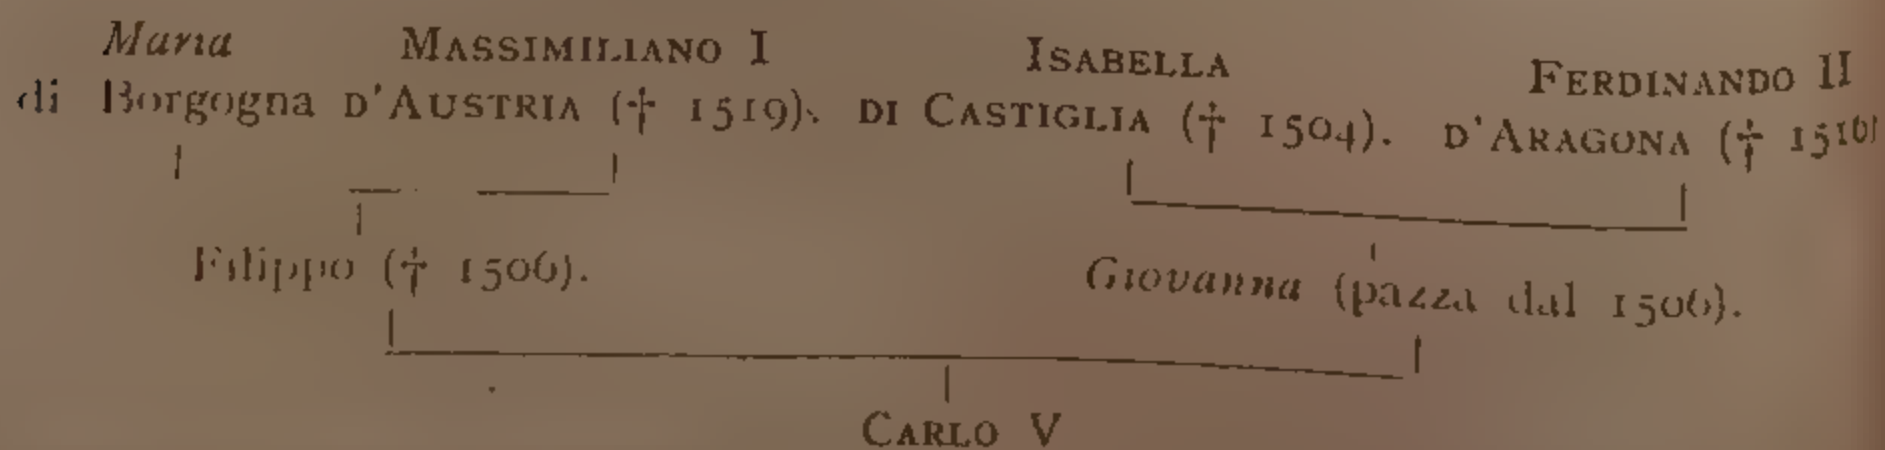 Maria MASSIMILIANO I ISABELLA FERDINANDO II
di Borgogna D'AUSTRIA († 1519). DI CASTIGLIA († 1504). D'ARAGONA († 1516)
Filippo († 1506). Giovanna (pazza dal 1506).
CARLO V